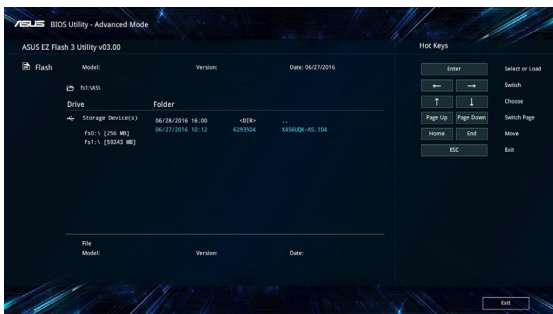 ASUS BIOS Utility - Advanced Mode
ASUS EZ Flash 3 Utility v03.00
Hot Keys
Flash Model: Version: Date: 06/27/2016
fs1:\AS\
Drive Folder
Storage Device(s)
fs0:\ [256 MB]
fs1:\ [59243 MB]
06/28/2016 16:00 <DIR> ..
06/27/2016 10:12 6293504 X456UQK-AS.104
File
Model: Version: Date:
Enter Select or Load
← → Switch
↑ ↓ Choose
Page Up Page Down Switch Page
Home End Move
ESC Exit
Exit